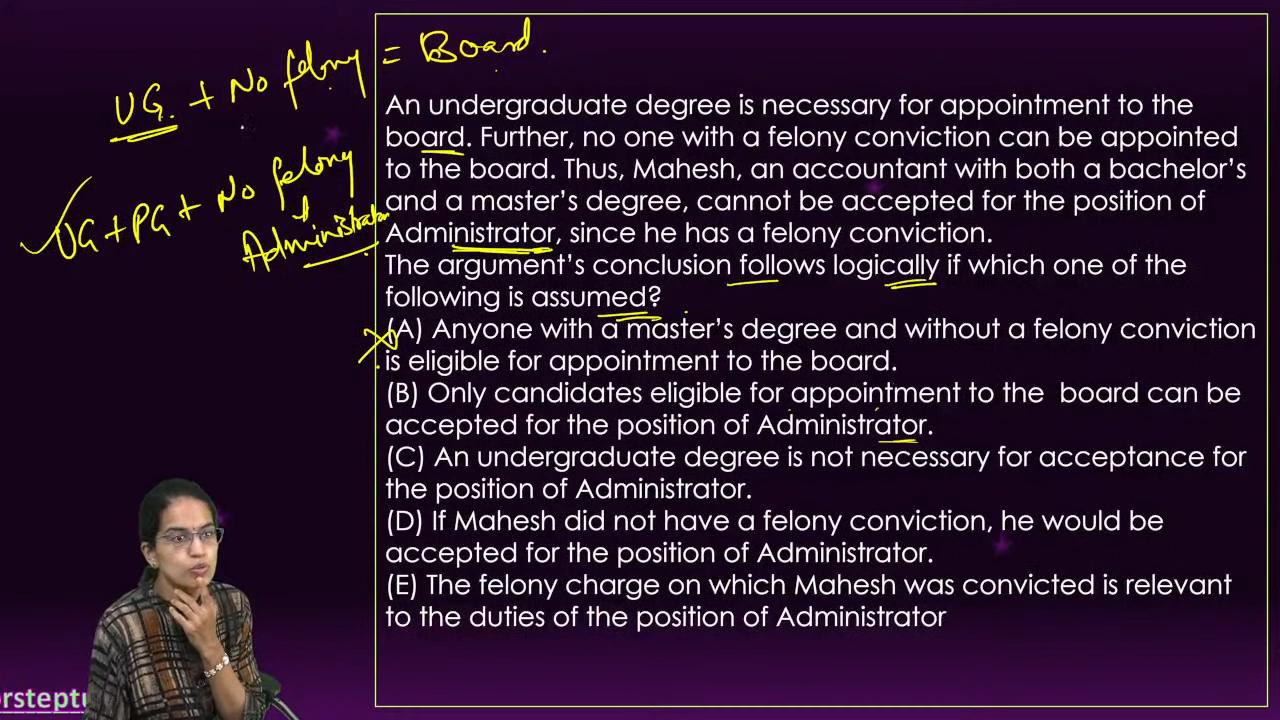 UG. + No felony = Board.
UG + PG + No felony
Administrator
An undergraduate degree is necessary for appointment to the
board. Further, no one with a felony conviction can be appointed
to the board. Thus, Mahesh, an accountant with both a bachelor's
and a master's degree, cannot be accepted for the position of
Administrator, since he has a felony conviction.
The argument's conclusion follows logically if which one of the
following is assumed?
(A) Anyone with a master's degree and without a felony conviction
is eligible for appointment to the board.
(B) Only candidates eligible for appointment to the board can be
accepted for the position of Administrator.
(C) An undergraduate degree is not necessary for acceptance for
the position of Administrator.
(D) If Mahesh did not have a felony conviction, he would be
accepted for the position of Administrator.
(E) The felony charge on which Mahesh was convicted is relevant
to the duties of the position of Administrator